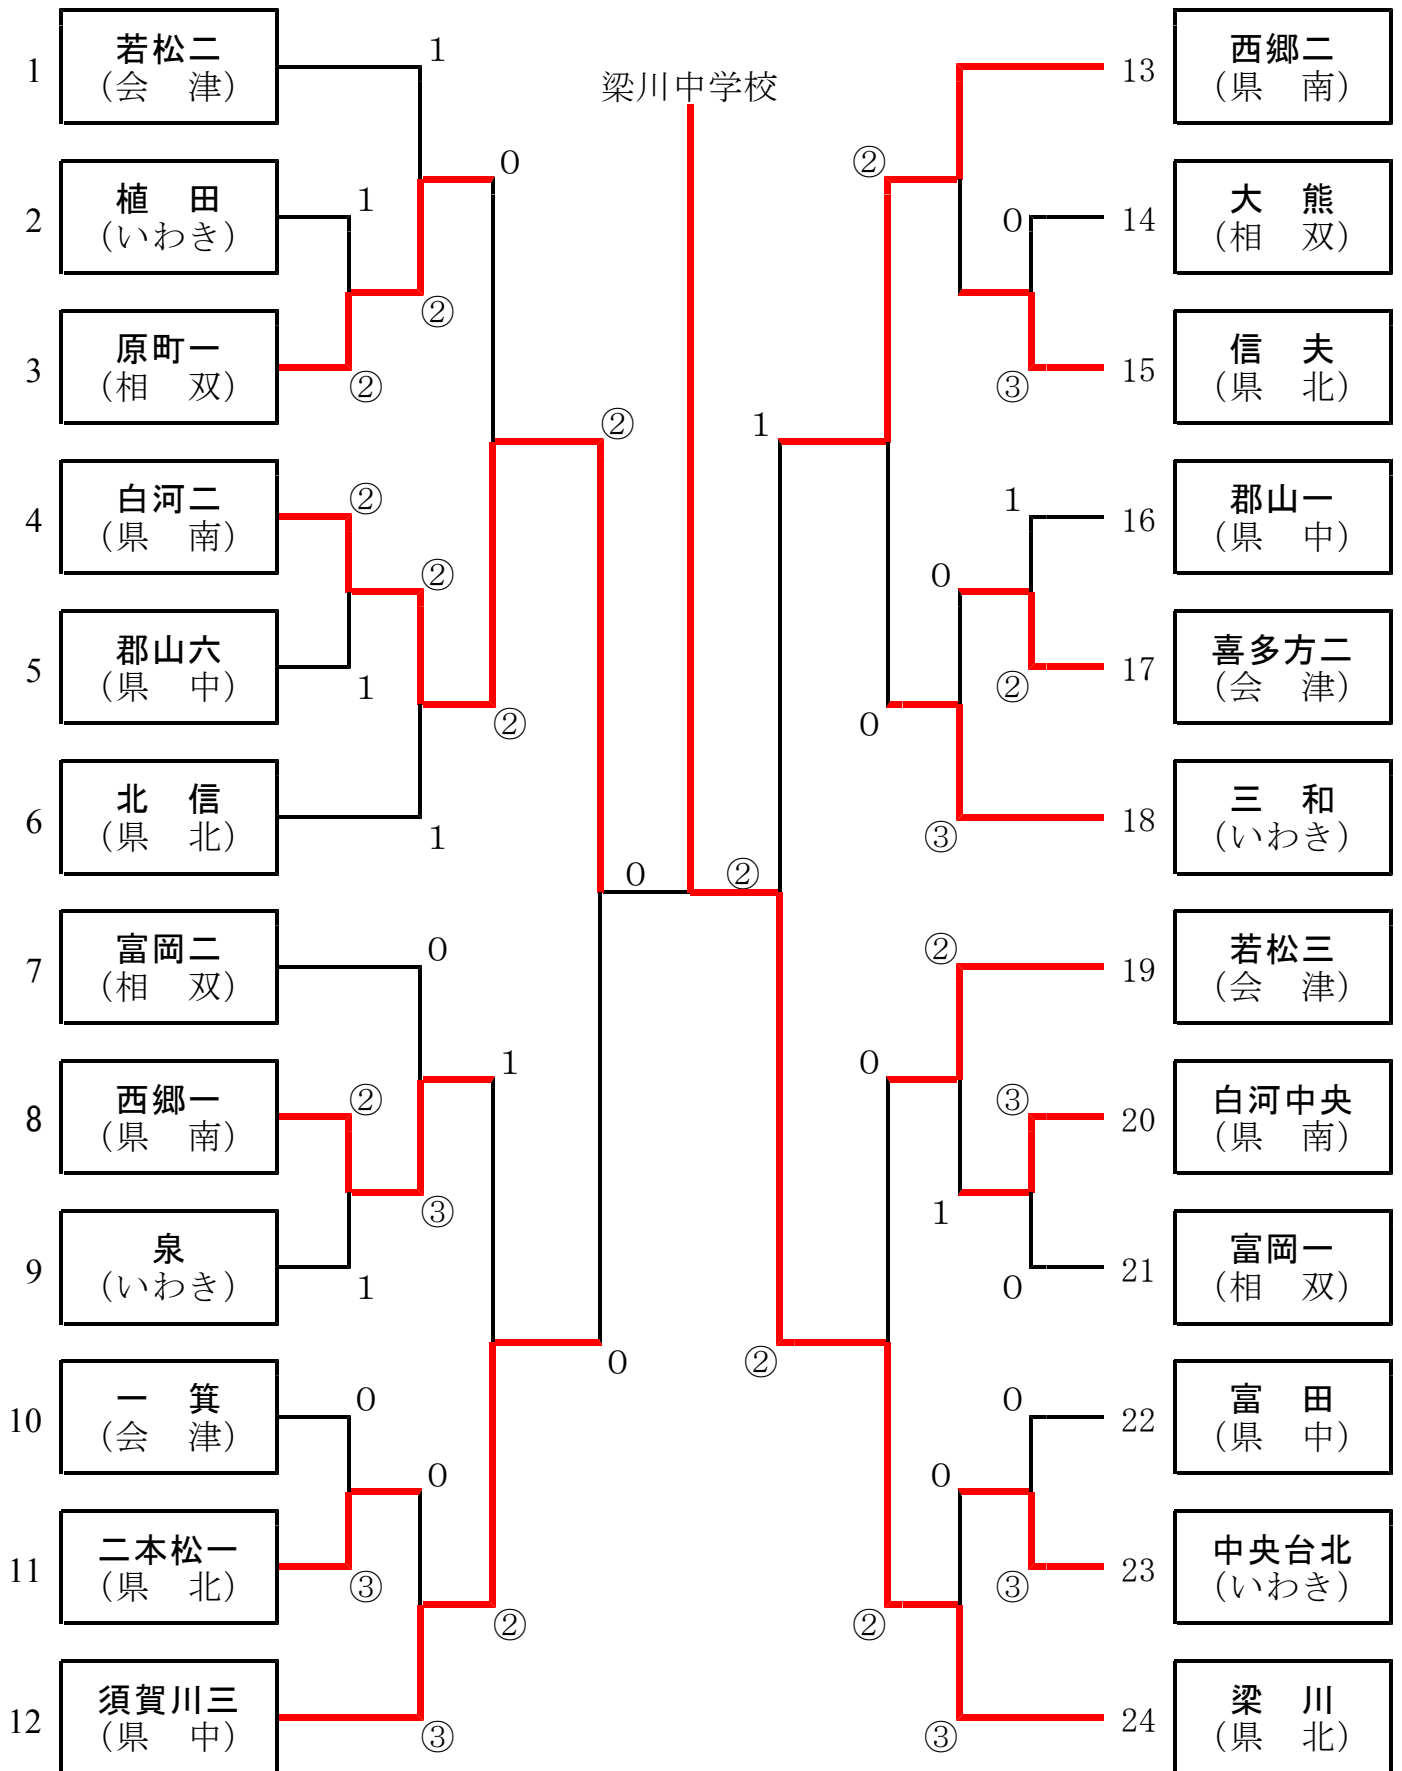 梁川中学校
1
若松二
(会　津)
2
植　田
(いわき)
3
原町一
(相　双)
4
白河二
(県　南)
5
郡山六
(県　中)
6
北　信
(県　北)
7
富岡二
(相　双)
8
西郷一
(県　南)
9
泉
(いわき)
10
一　箕
(会　津)
11
二本松一
(県　北)
12
須賀川三
(県　中)
1
1
②
②
0
②
1
②
1
②
②
0
②
1
0
③
1
0
③
0
③
②
0
0
②
1
②
②
0
③
1
②
0
③
0
②
③
0
1
0
0
③
0
③
②
13
西郷二
(県　南)
14
大　熊
(相　双)
15
信　夫
(県　北)
16
郡山一
(県　中)
17
喜多方二
(会　津)
18
三　和
(いわき)
19
若松三
(会　津)
20
白河中央
(県　南)
21
富岡一
(相　双)
22
富　田
(県　中)
23
中央台北
(いわき)
24
梁　川
(県　北)